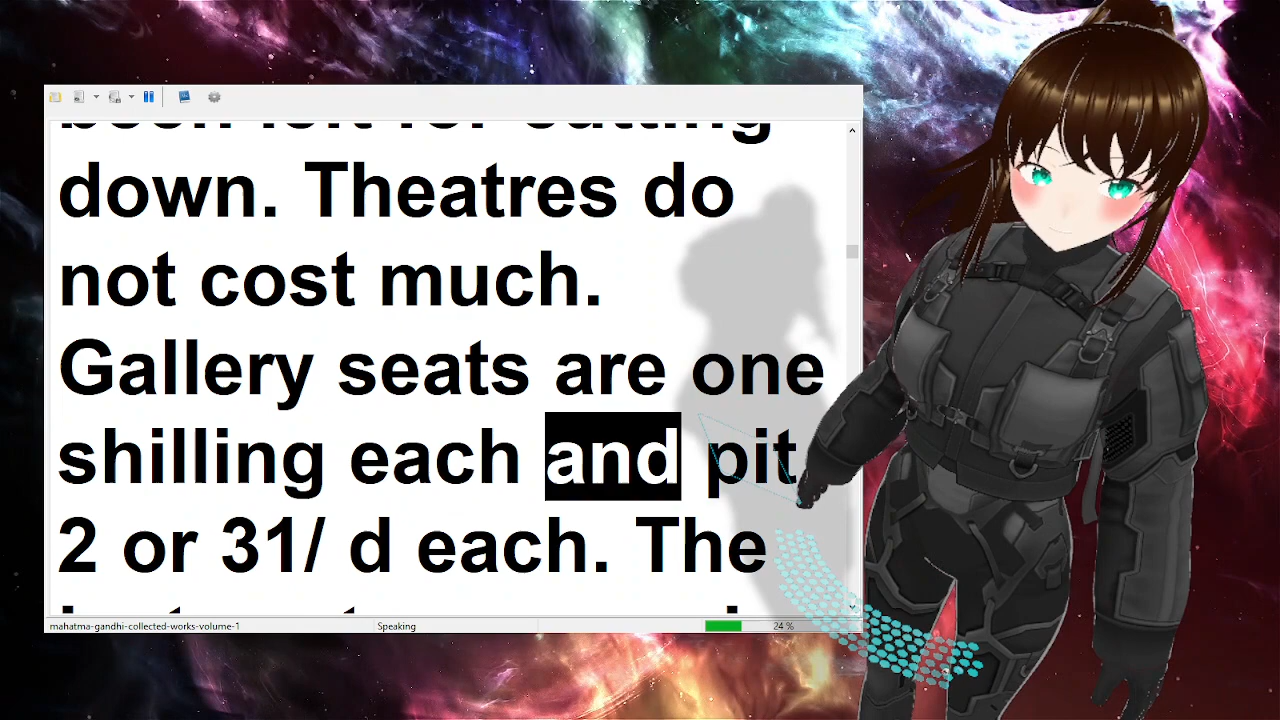 down. Theatres do
not cost much.
Gallery seats are one
shilling each and pit
2 or 31/ d each. The
mahatma-gandhi-collected-works-volume-1
Speaking
24 %